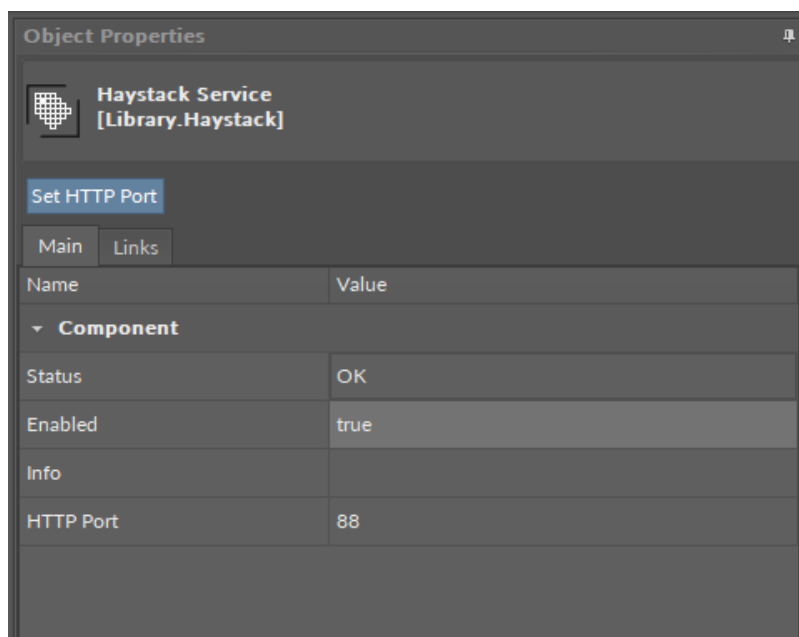 Object Properties
Haystack Service
[Library.Haystack]
Set HTTP Port
Main Links
Name Value
Component
Status OK
Enabled true
Info
HTTP Port 88